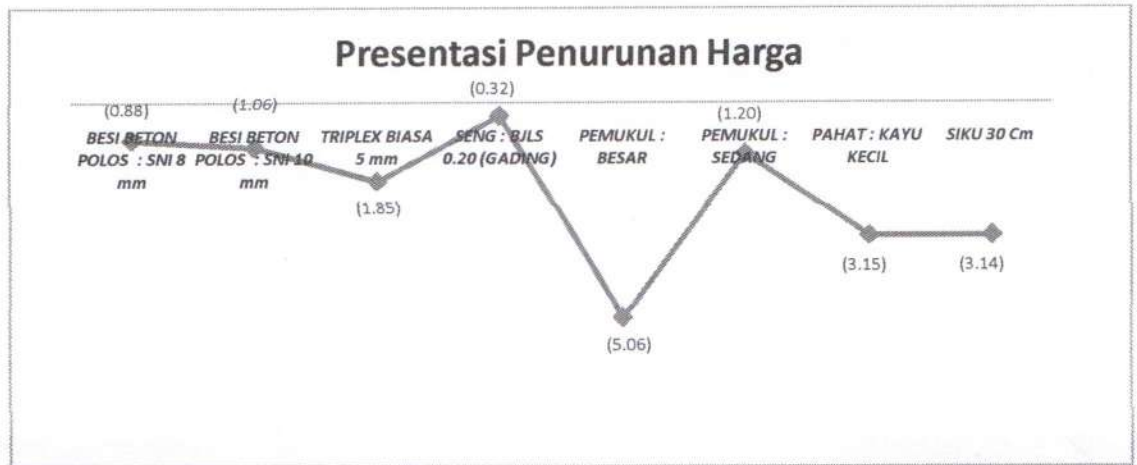 Presentasi Penurunan Harga
(0.88)
(1.06)
(1.85)
(0.32)
(5.06)
(1.20)
(3.15)
(3.14)
BESI BETON
POLOS : SNI 8
mm
BESI BETON
POLOS : SNI 10
mm
TRIPLEX BIASA
5 mm
SENG : BJLS
0.20 (GADING)
PEMUKUL :
BESAR
PEMUKUL :
SEDANG
PAHAT : KAYU
KECIL
SIKU 30 Cm